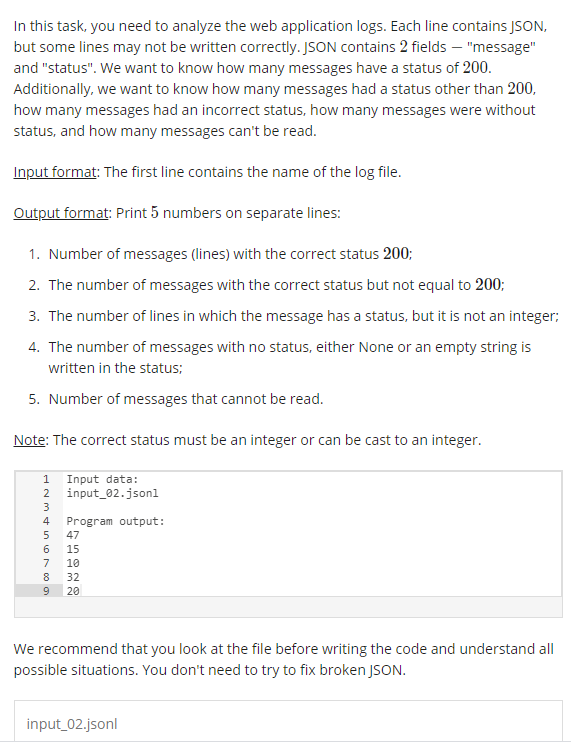 In this task, you need to analyze the web application logs. Each line contains JSON,
but some lines may not be written correctly. JSON contains 2 fields — "message"
and "status". We want to know how many messages have a status of 200.
Additionally, we want to know how many messages had a status other than 200,
how many messages had an incorrect status, how many messages were without
status, and how many messages can't be read.
Input format: The first line contains the name of the log file.
Output format: Print 5 numbers on separate lines:
1. Number of messages (lines) with the correct status 200;
2. The number of messages with the correct status but not equal to 200;
3. The number of lines in which the message has a status, but it is not an integer;
4. The number of messages with no status, either None or an empty string is
written in the status;
5. Number of messages that cannot be read.
Note: The correct status must be an integer or can be cast to an integer.
1 Input data:
2 input_02.jsonl
3
4 Program output:
5 47
6 15
7 10
8 32
9 20
We recommend that you look at the file before writing the code and understand all
possible situations. You don't need to try to fix broken JSON.
input_02.jsonl